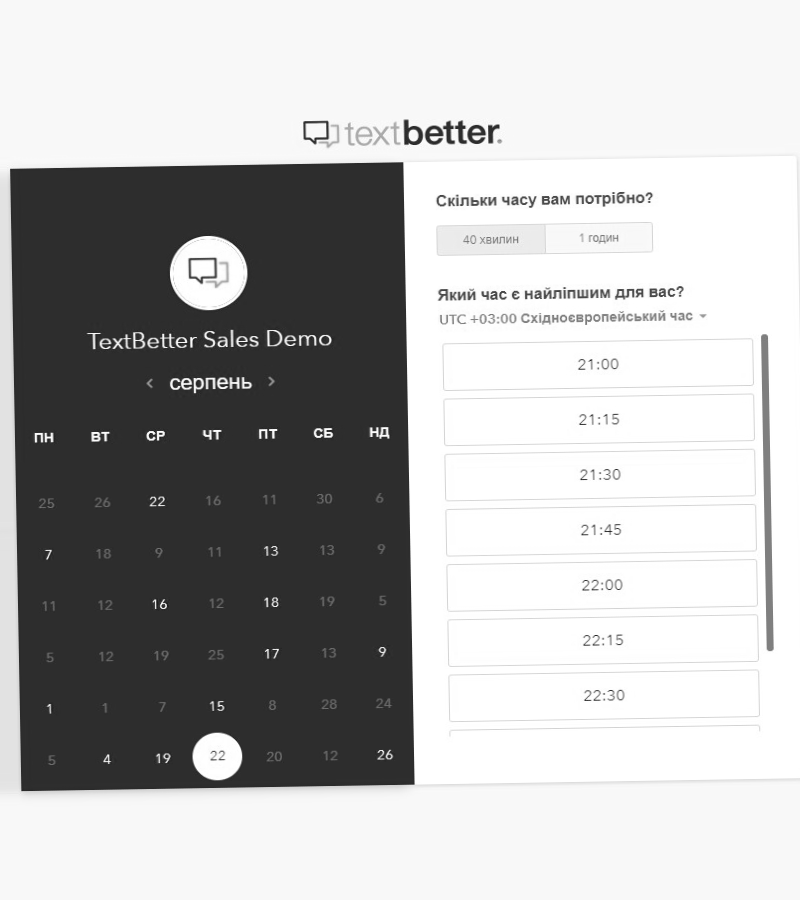 textbetter.
TextBetter Sales Demo
серпень
ПН ВТ СР ЧТ ПТ СБ НД
25 26 22 16 11 30 6
7 18 9 11 13 13 9
11 12 16 12 18 19 5
5 12 19 25 17 13 9
1 1 7 15 8 28 24
5 4 19 22 20 12 26
Скільки часу вам потрібно?
40 хвилин 1 годин
Який час є найліпшим для вас?
UTC +03:00 Східноєвропейський час
21:00
21:15
21:30
21:45
22:00
22:15
22:30